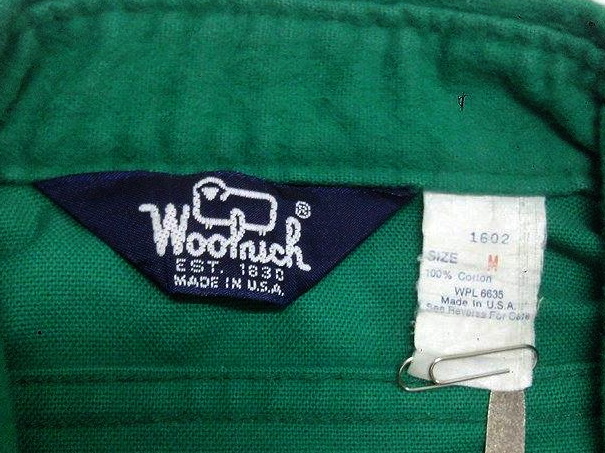 Woolrich®
EST. 1830
MADE IN U.S.A.
1602
SIZE M
100% Cotton
WPL 6635
Made in U.S.A.
See Reverse For Care